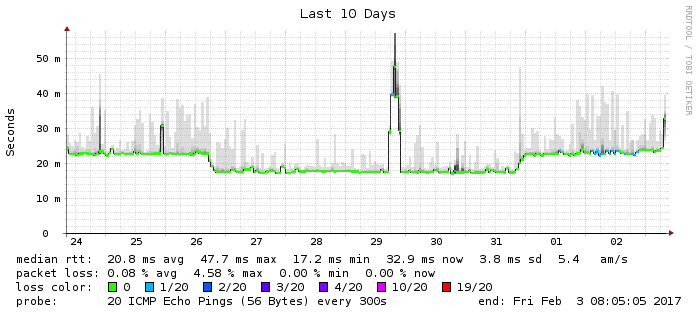 Last 10 Days
RRDTOOL / TOBI OETIKER
Seconds
50 m
40 m
30 m
20 m
10 m
0
24 25 26 27 28 29 30 31 01 02
median rtt: 20.8 ms avg 47.7 ms max 17.2 ms min 32.9 ms now 3.8 ms sd 5.4 am/s
packet loss: 0.08 % avg 4.58 % max 0.00 % min 0.00 % now
loss color: 0 1/20 2/20 3/20 4/20 10/20 19/20
probe: 20 ICMP Echo Pings (56 Bytes) every 300s end: Fri Feb 3 08:05:05 2017